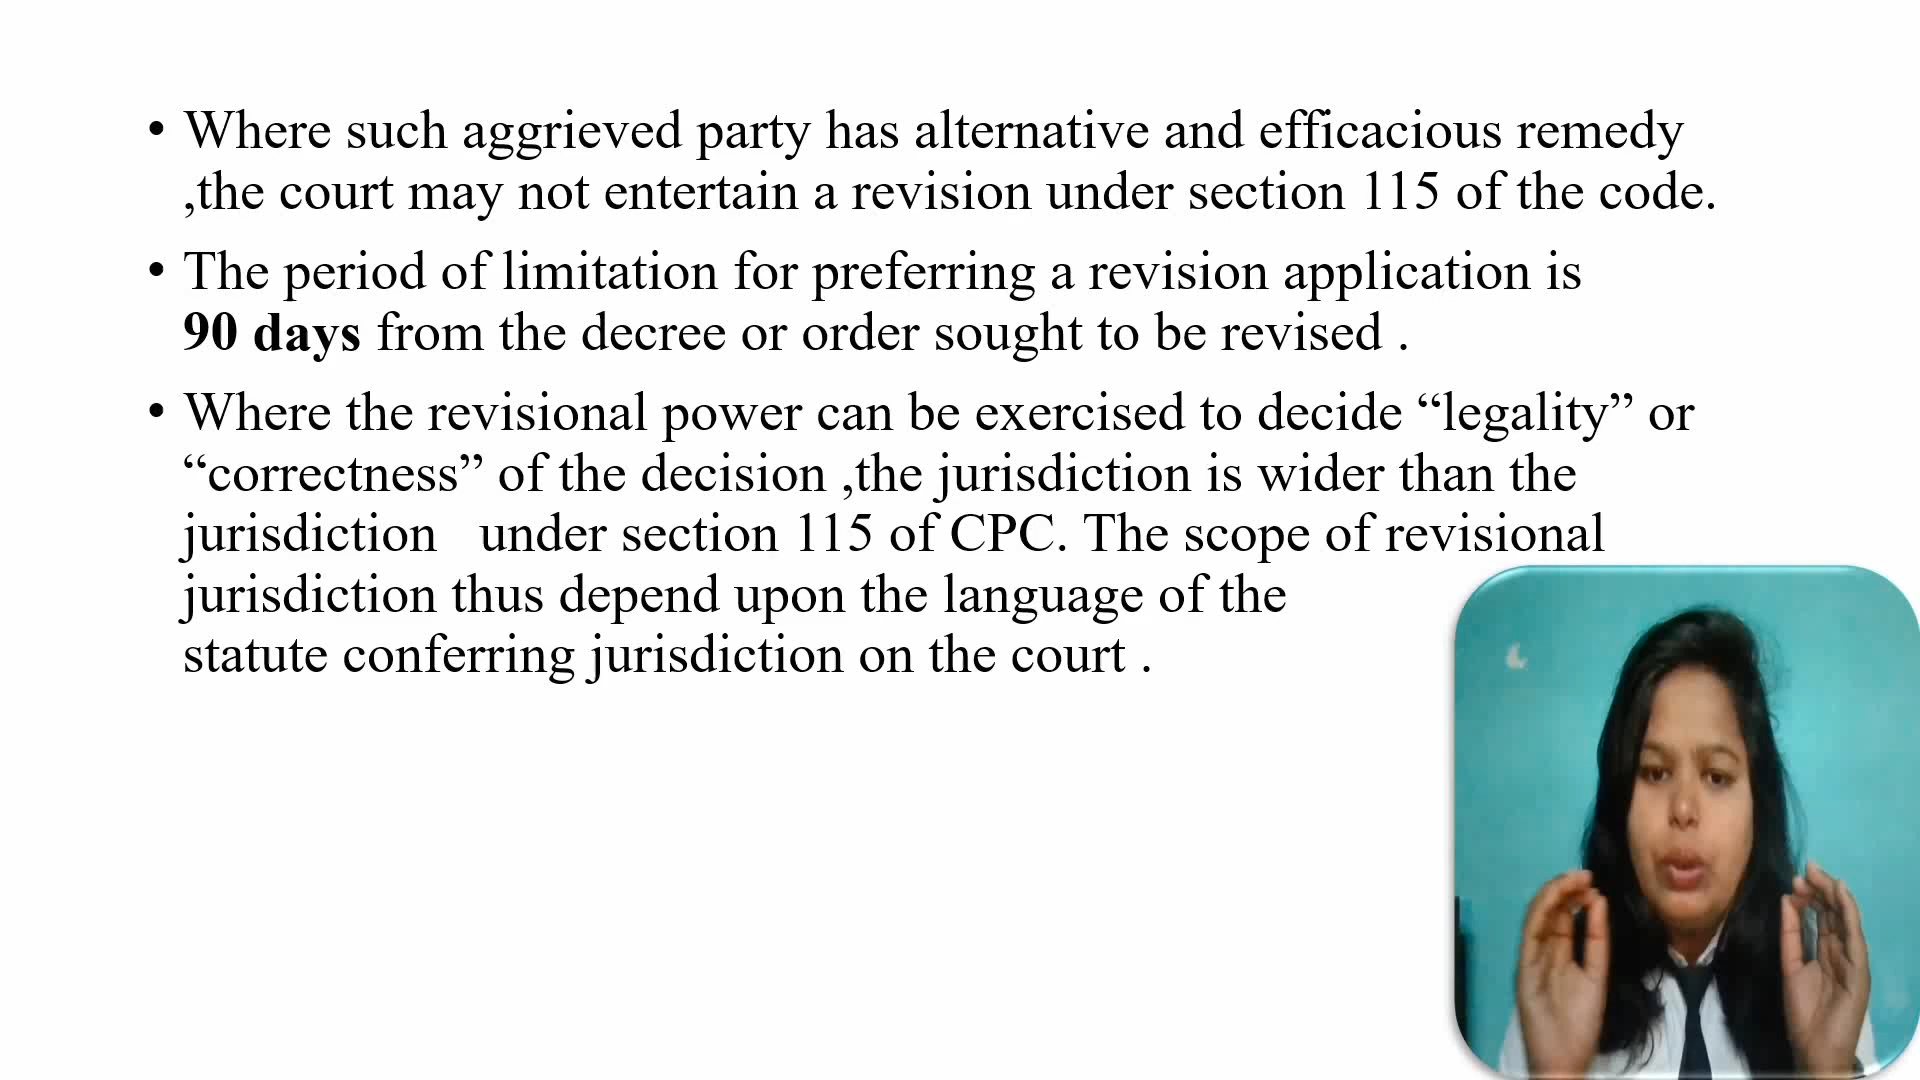 • Where such aggrieved party has alternative and efficacious remedy
,the court may not entertain a revision under section 115 of the code.
• The period of limitation for preferring a revision application is
90 days from the decree or order sought to be revised .
• Where the revisional power can be exercised to decide “legality” or
“correctness” of the decision ,the jurisdiction is wider than the
jurisdiction   under section 115 of CPC. The scope of revisional
jurisdiction thus depend upon the language of the
statute conferring jurisdiction on the court .